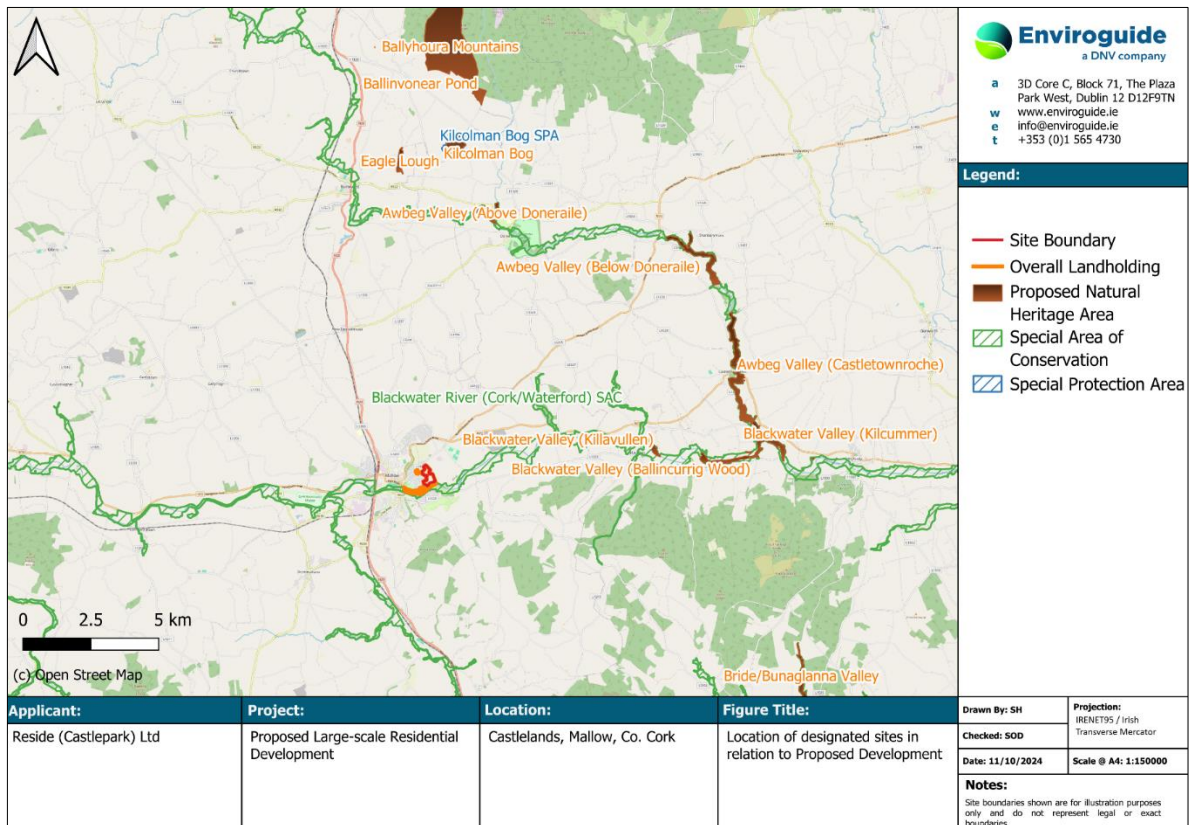 Ballyhoura Mountains
Ballinvonear Pond
Kilcolman Bog SPA
Eagle Lough
Kilcolman Bog
Awbeg Valley (Above Doneraile)
Awbeg Valley (Below Doneraile)
Awbeg Valley (Castletownroche)
Blackwater River (Cork/Waterford) SAC
Blackwater Valley (Killavullen)
Blackwater Valley (Kilcummer)
Blackwater Valley (Ballincurrig Wood)
Bride/Bunaglanna Valley
0 2.5 5 km
(c) Open Street Map
Enviroguide
a DNV company
a 3D Core C, Block 71, The Plaza
Park West, Dublin 12 D12F9TN
w www.enviroguide.ie
e info@enviroguide.ie
t +353 (0)1 565 4730
Legend:
Site Boundary
Overall Landholding
Proposed Natural
Heritage Area
Special Area of
Conservation
Special Protection Area
Applicant:
Reside (Castlepark) Ltd
Project:
Proposed Large-scale Residential
Development
Location:
Castlelands, Mallow, Co. Cork
Figure Title:
Location of designated sites in
relation to Proposed Development
Drawn By: SH
Checked: SOD
Date: 11/10/2024
Projection:
IRENET95 / Irish
Transverse Mercator
Scale @ A4: 1:150000
Notes:
Site boundaries shown are for illustration purposes
only and do not represent legal or exact
boundaries